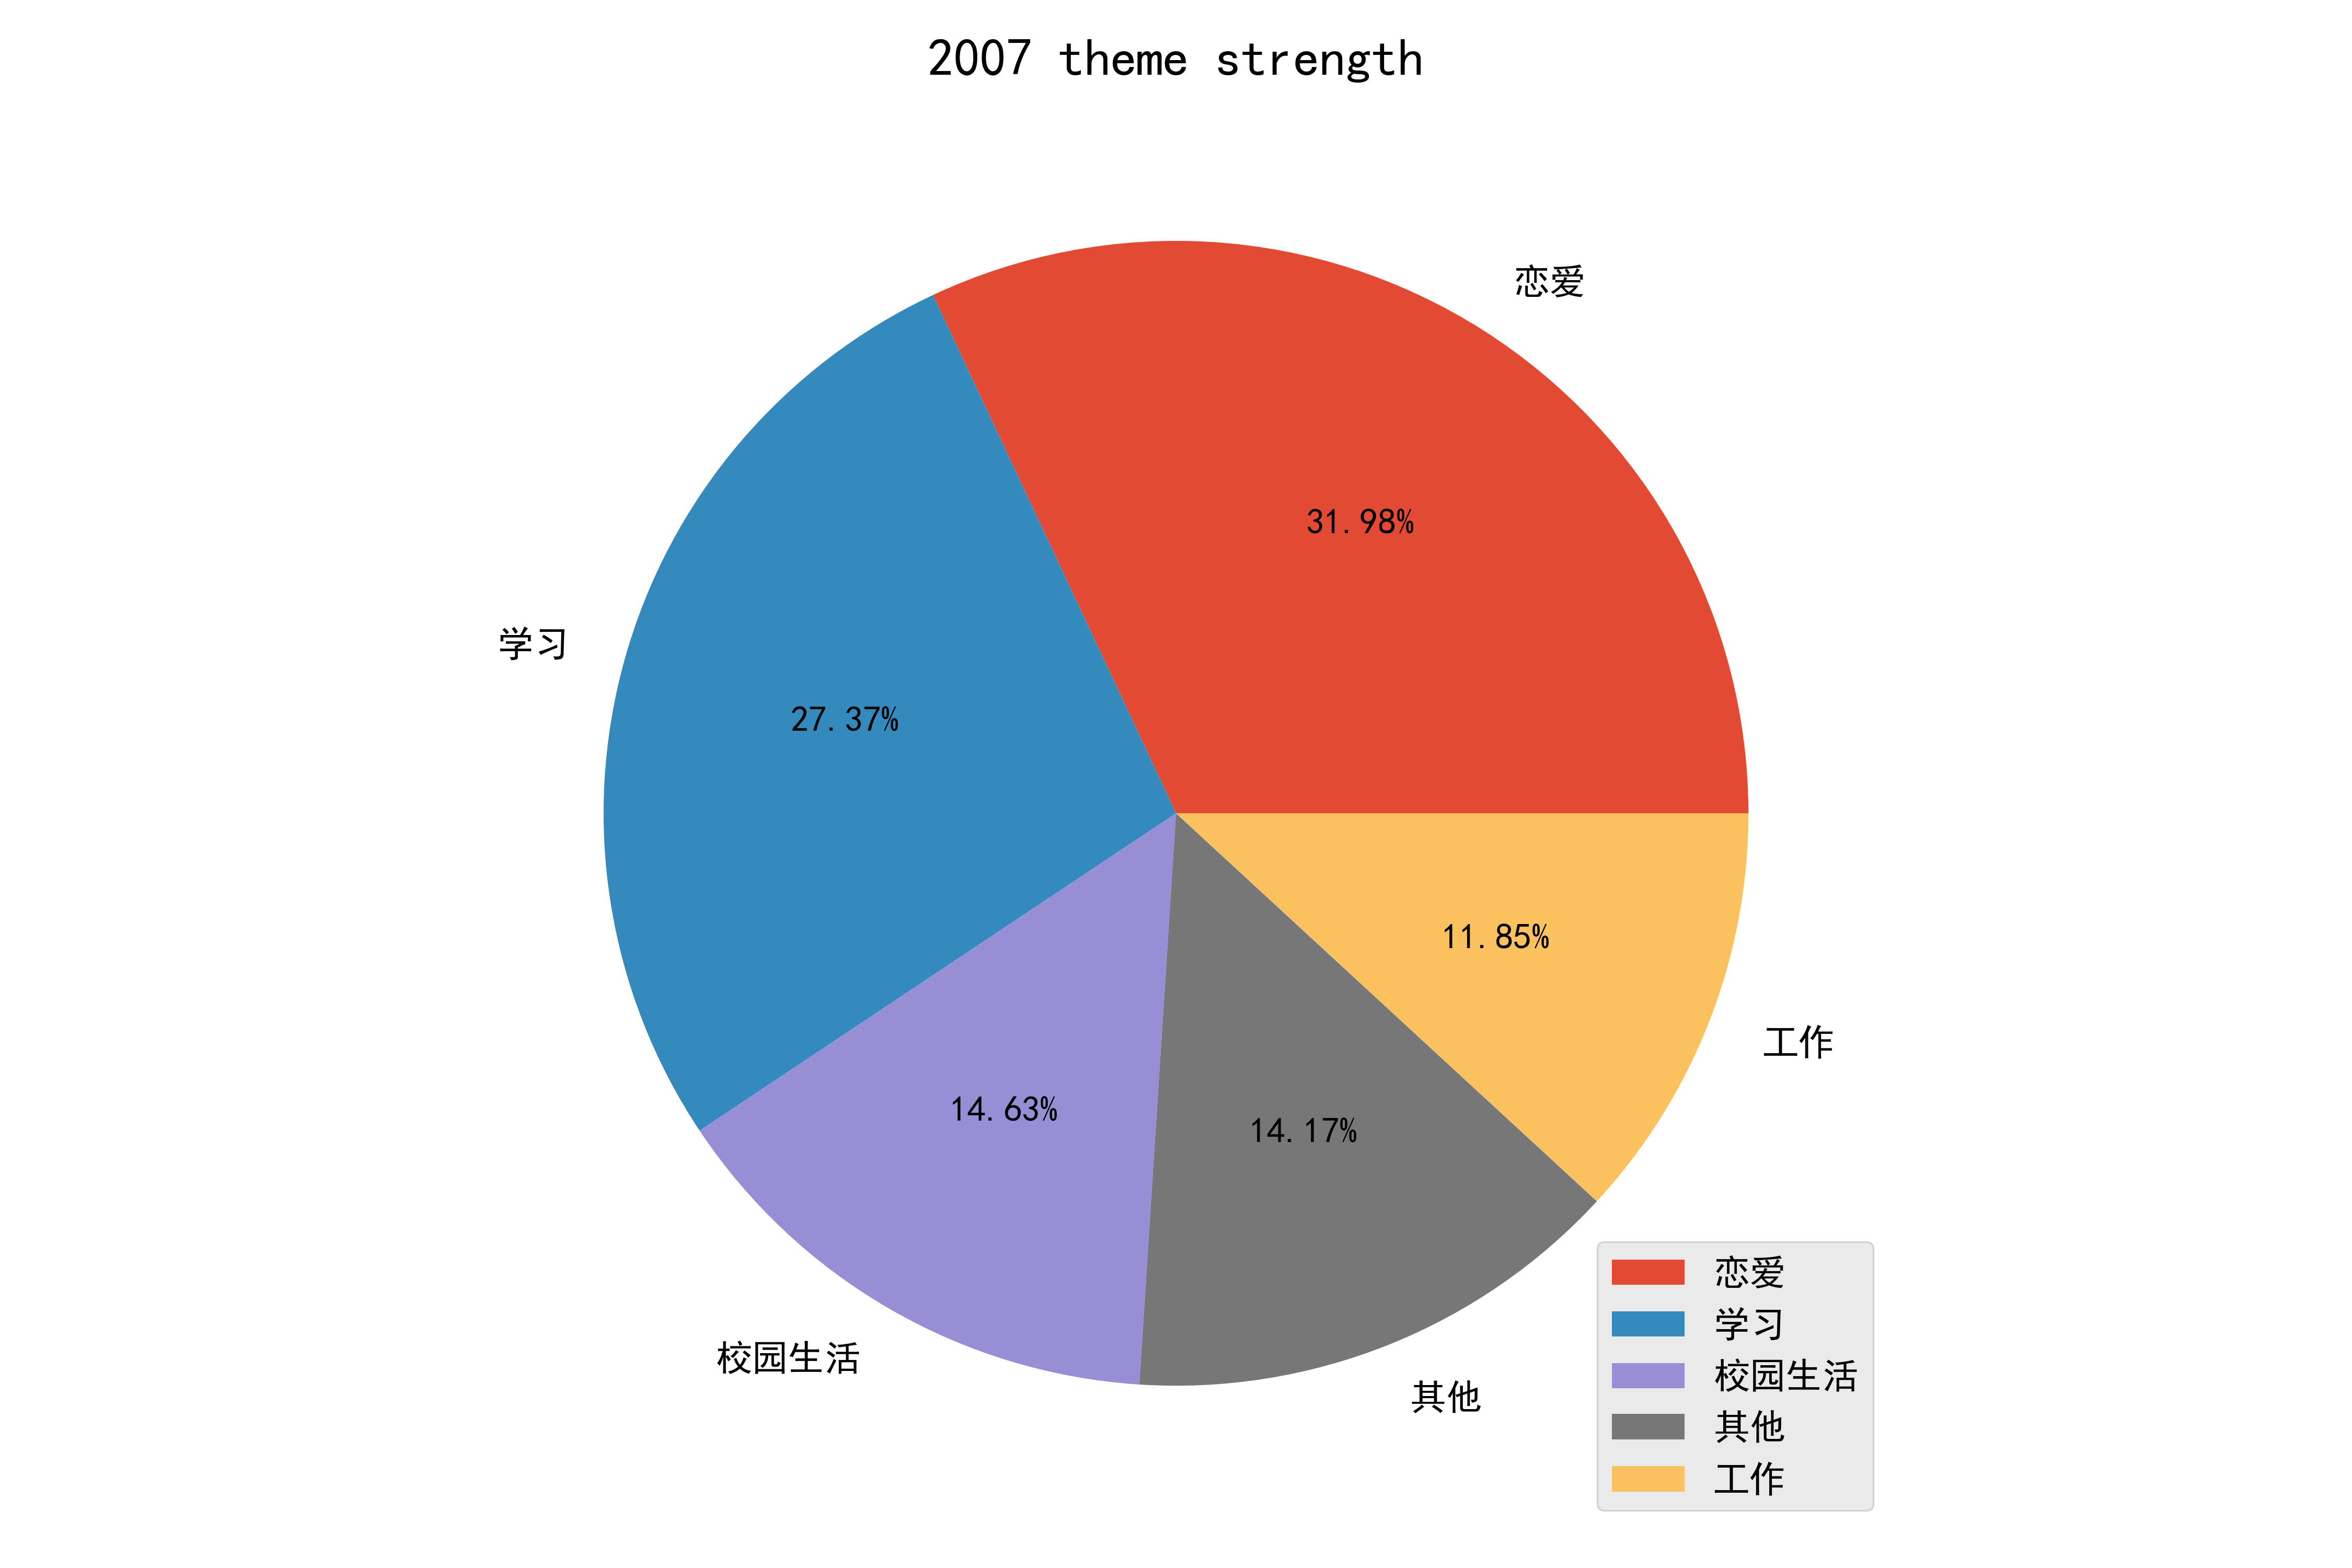 2007 theme strength
恋爱
31.98%
学习
27.37%
11.85%
工作
14.63%
14.17%
校园生活
其他
恋爱
学习
校园生活
其他
工作